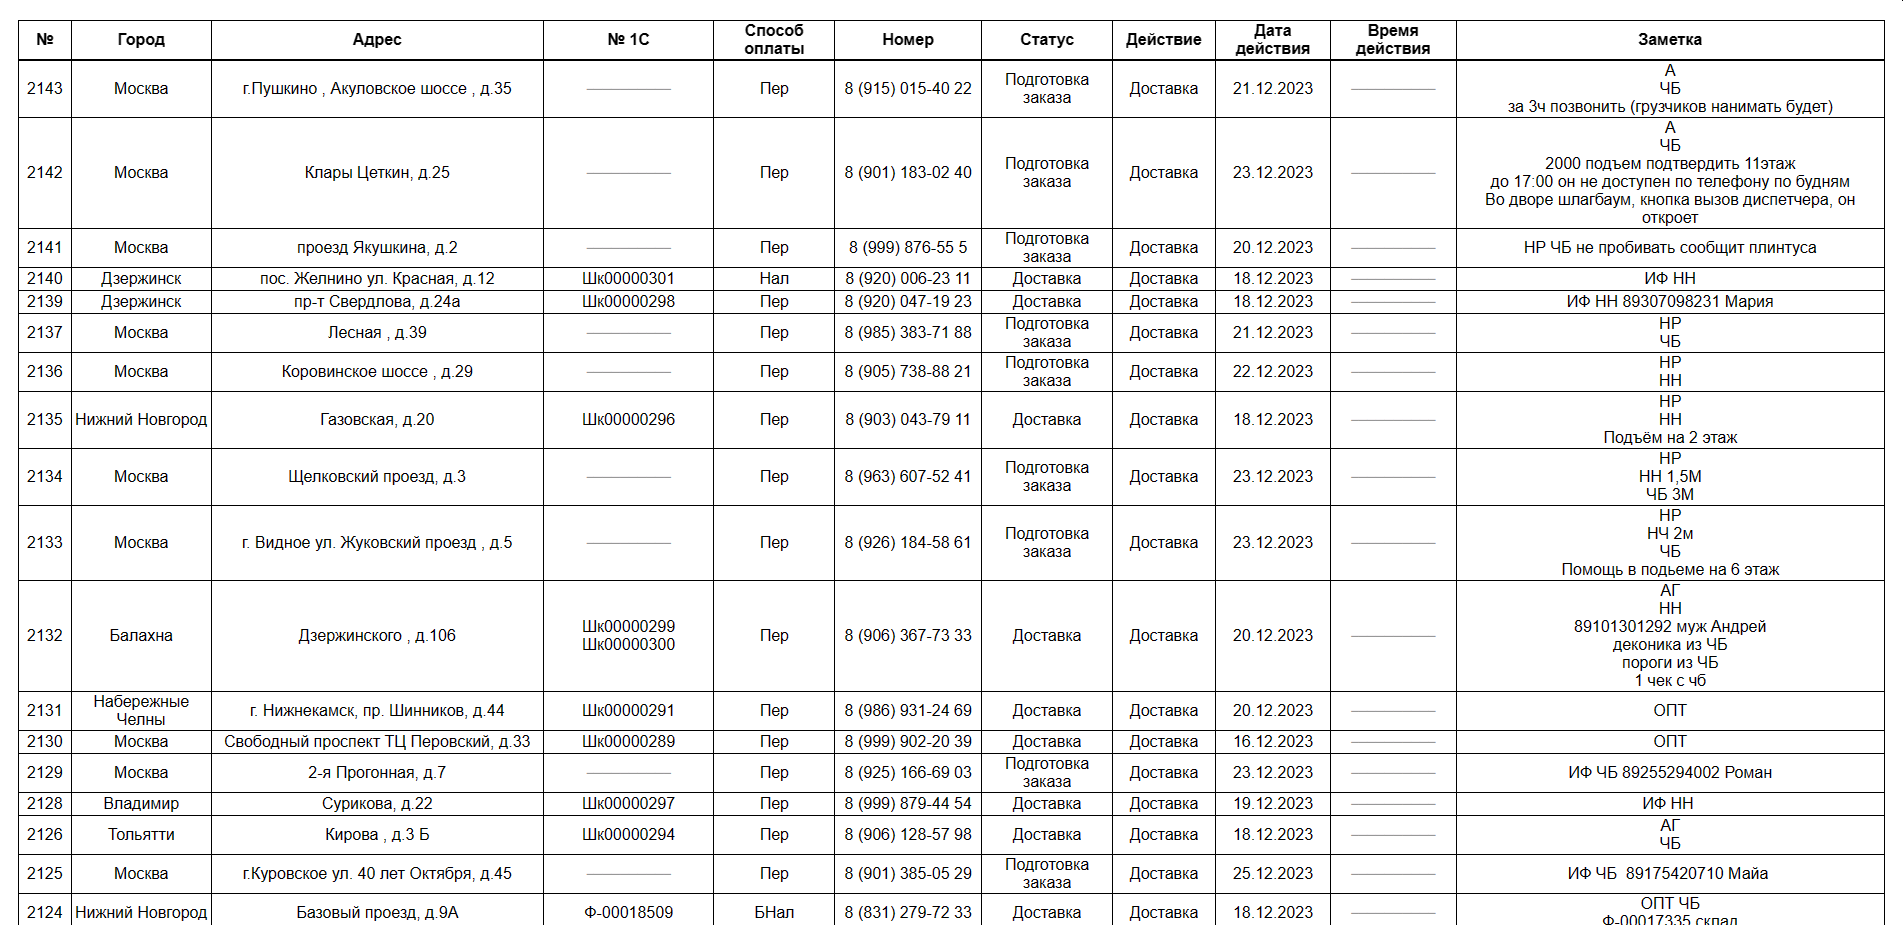 № Город Адрес № 1С Способ оплаты Номер Статус Действие Дата действия Время действия Заметка
2143 Москва г.Пушкино , Акуловское шоссе , д.35 Пер 8 (915) 015-40 22 Подготовка заказа Доставка 21.12.2023 А
ЧБ
за 3ч позвонить (грузчиков нанимать будет)
2142 Москва Клары Цеткин, д.25 Пер 8 (901) 183-02 40 Подготовка заказа Доставка 23.12.2023 А
ЧБ
2000 подъем подтвердить 11этаж
до 17:00 он не доступен по телефону по будням
Во дворе шлагбаум, кнопка вызов диспетчера, он
откроет
2141 Москва проезд Якушкина, д.2 Пер 8 (999) 876-55 5 Подготовка заказа Доставка 20.12.2023 НР ЧБ не пробивать сообщит плинтуса
2140 Дзержинск пос. Желнино ул. Красная, д.12 Шк00000301 Нал 8 (920) 006-23 11 Доставка Доставка 18.12.2023 ИФ НН
2139 Дзержинск пр-т Свердлова, д.24а Шк00000298 Пер 8 (920) 047-19 23 Доставка Доставка 18.12.2023 ИФ НН 89307098231 Мария
2137 Москва Лесная , д.39 Пер 8 (985) 383-71 88 Подготовка заказа Доставка 21.12.2023 НР
ЧБ
2136 Москва Коровинское шоссе , д.29 Пер 8 (905) 738-88 21 Подготовка заказа Доставка 22.12.2023 НР
НН
2135 Нижний Новгород Газовская, д.20 Шк00000296 Пер 8 (903) 043-79 11 Доставка Доставка 18.12.2023 НР
НН
Подъём на 2 этаж
2134 Москва Щелковский проезд, д.3 Пер 8 (963) 607-52 41 Подготовка заказа Доставка 23.12.2023 НР
НН 1,5М
ЧБ 3М
2133 Москва г. Видное ул. Жуковский проезд , д.5 Пер 8 (926) 184-58 61 Подготовка заказа Доставка 23.12.2023 НР
НЧ 2м
ЧБ
Помощь в подьеме на 6 этаж
2132 Балахна Дзержинского , д.106 Шк00000299 Шк00000300 Пер 8 (906) 367-73 33 Доставка Доставка 20.12.2023 АГ
НН
89101301292 муж Андрей
деконика из ЧБ
пороги из ЧБ
1 чек с чб
2131 Набережные Челны г. Нижнекамск, пр. Шинников, д.44 Шк00000291 Пер 8 (986) 931-24 69 Доставка Доставка 20.12.2023 ОПТ
2130 Москва Свободный проспект ТЦ Перовский, д.33 Шк00000289 Пер 8 (999) 902-20 39 Доставка Доставка 16.12.2023 ОПТ
2129 Москва 2-я Прогонная, д.7 Пер 8 (925) 166-69 03 Подготовка заказа Доставка 23.12.2023 ИФ ЧБ 89255294002 Роман
2128 Владимир Сурикова, д.22 Шк00000297 Пер 8 (999) 879-44 54 Доставка Доставка 19.12.2023 ИФ НН
2126 Тольятти Кирова , д.3 Б Шк00000294 Пер 8 (906) 128-57 98 Доставка Доставка 18.12.2023 АГ
ЧБ
2125 Москва г.Куровское ул. 40 лет Октября, д.45 Пер 8 (901) 385-05 29 Подготовка заказа Доставка 25.12.2023 ИФ ЧБ 89175420710 Майа
2124 Нижний Новгород Базовый проезд, д.9А Ф-00018509 БНал 8 (831) 279-72 33 Доставка Доставка 18.12.2023 ОПТ ЧБ
Ф-00017335 склад